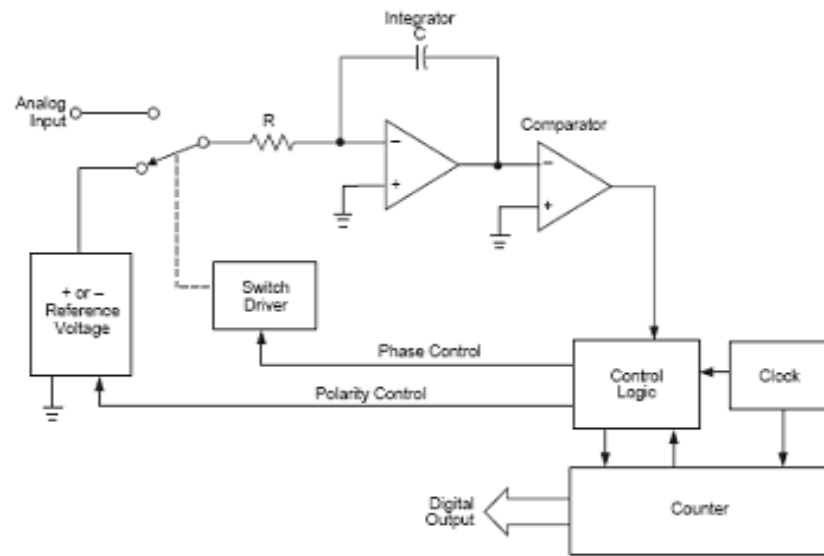 Integrator
C
Analog
Input
R
Comparator
−
+
−
+
+ or –
Reference
Voltage
Switch
Driver
Phase Control
Polarity Control
Control
Logic
Clock
Digital
Output
Counter